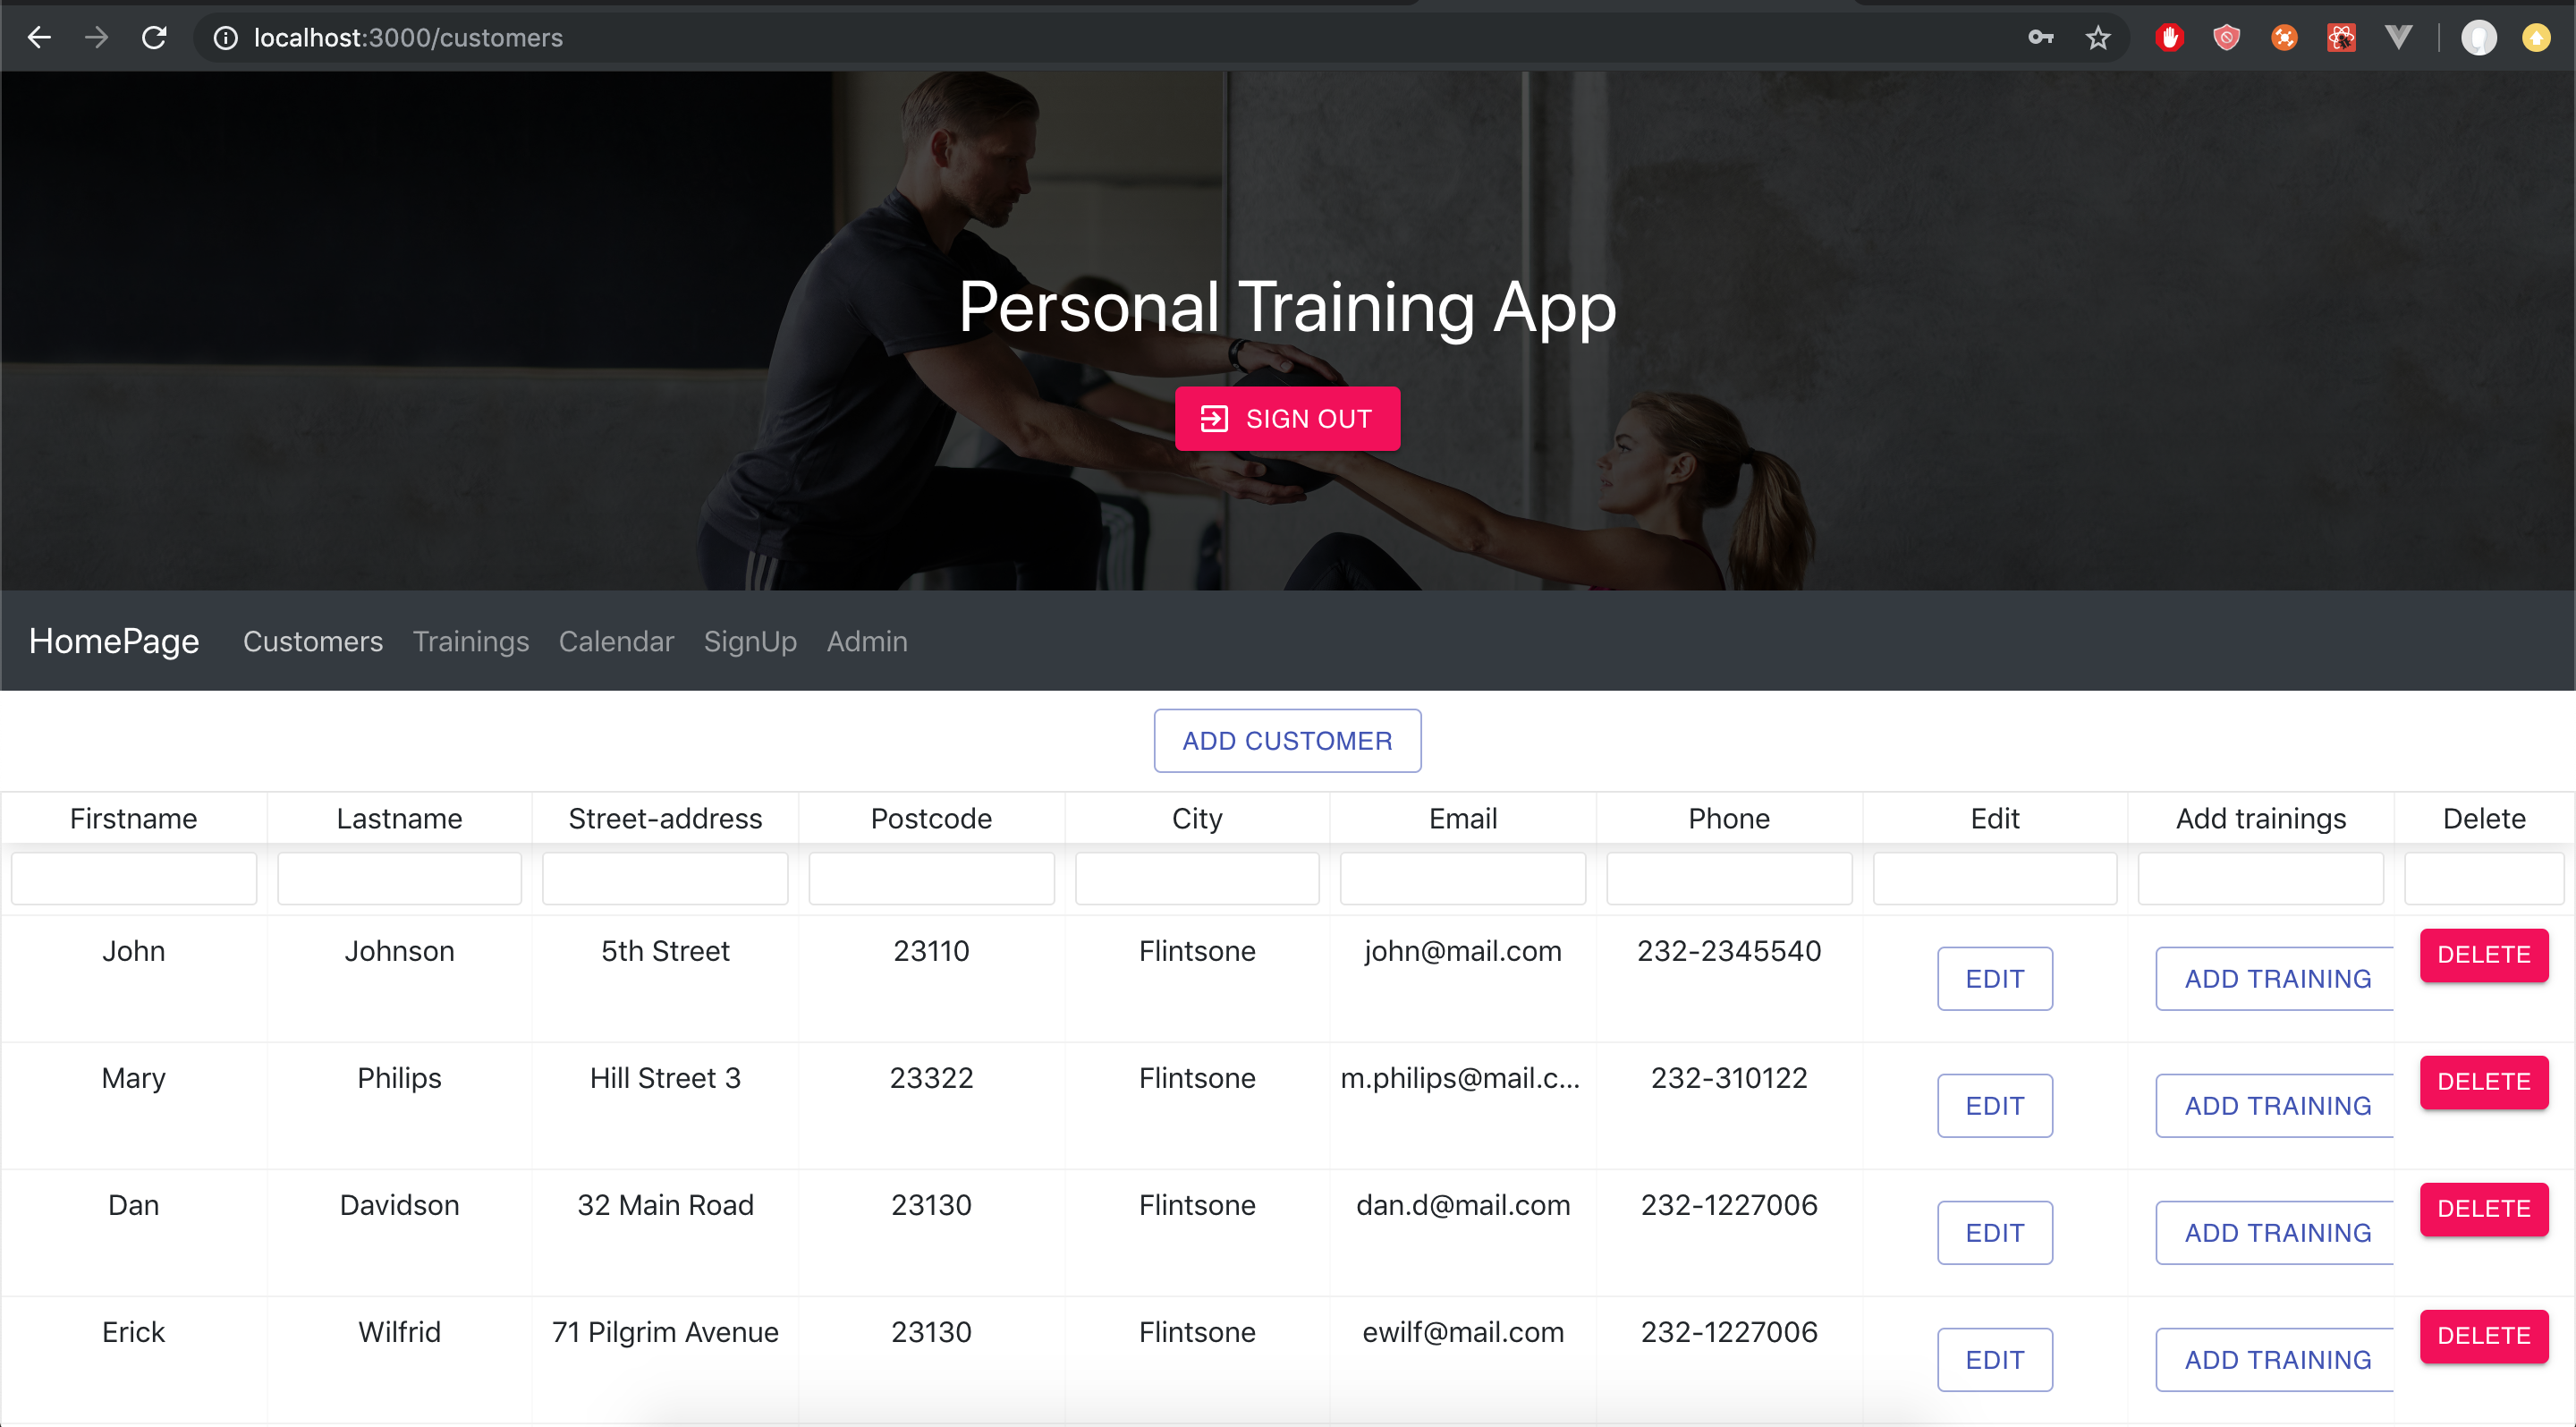 localhost:3000/customers
Personal Training App
SIGN OUT
HomePage Customers Trainings Calendar SignUp Admin
ADD CUSTOMER
Firstname Lastname Street-address Postcode City Email Phone Edit Add trainings Delete
John Johnson 5th Street 23110 Flintsone john@mail.com 232-2345540 EDIT ADD TRAINING DELETE
Mary Philips Hill Street 3 23322 Flintsone m.philips@mail.c... 232-310122 EDIT ADD TRAINING DELETE
Dan Davidson 32 Main Road 23130 Flintsone dan.d@mail.com 232-1227006 EDIT ADD TRAINING DELETE
Erick Wilfrid 71 Pilgrim Avenue 23130 Flintsone ewilf@mail.com 232-1227006 EDIT ADD TRAINING DELETE